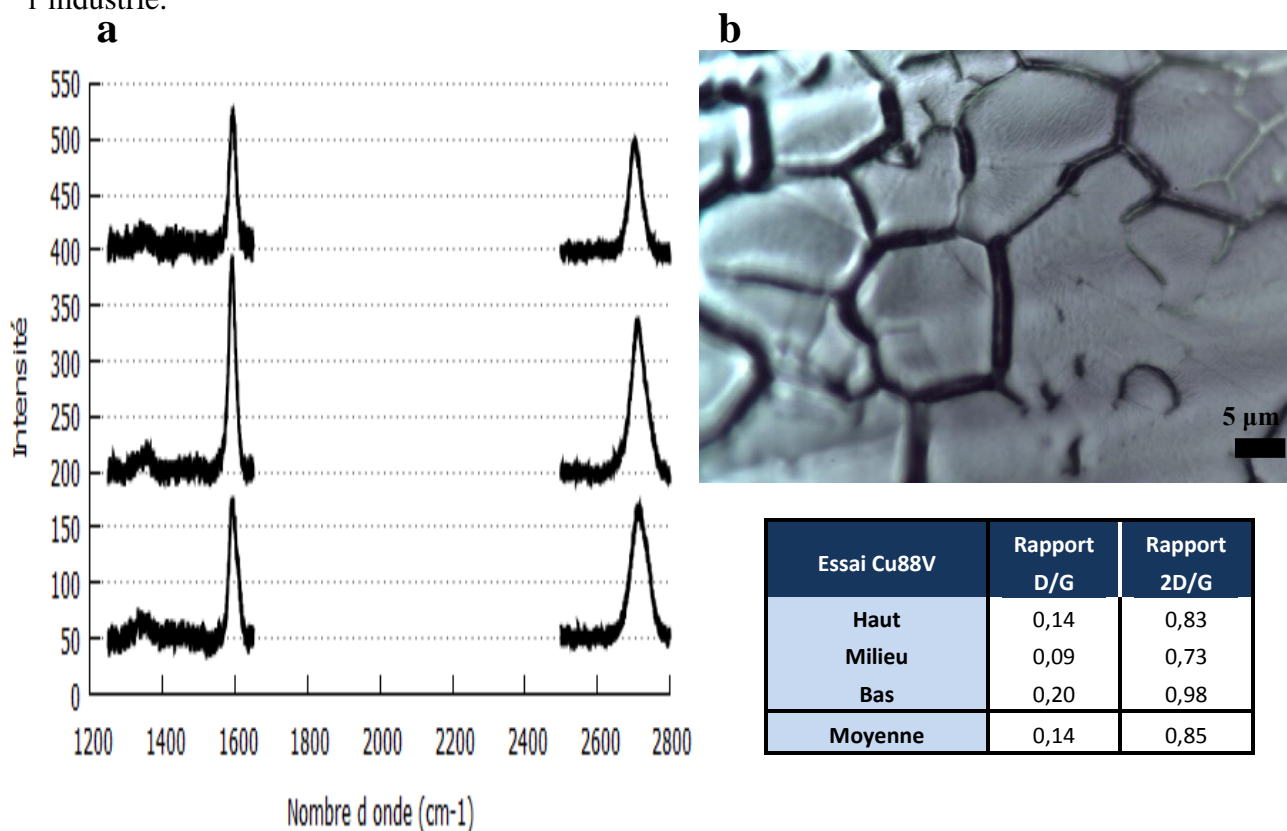 l'industrie.
a
b
550
500
450
400
350
300
250
200
150
100
50
0
Intensité
1200 1400 1600 1800 2000 2200 2400 2600 2800
Nombre d onde (cm-1)
5 µm
Essai Cu88V Rapport D/G Rapport 2D/G
Haut 0,14 0,83
Milieu 0,09 0,73
Bas 0,20 0,98
Moyenne 0,14 0,85